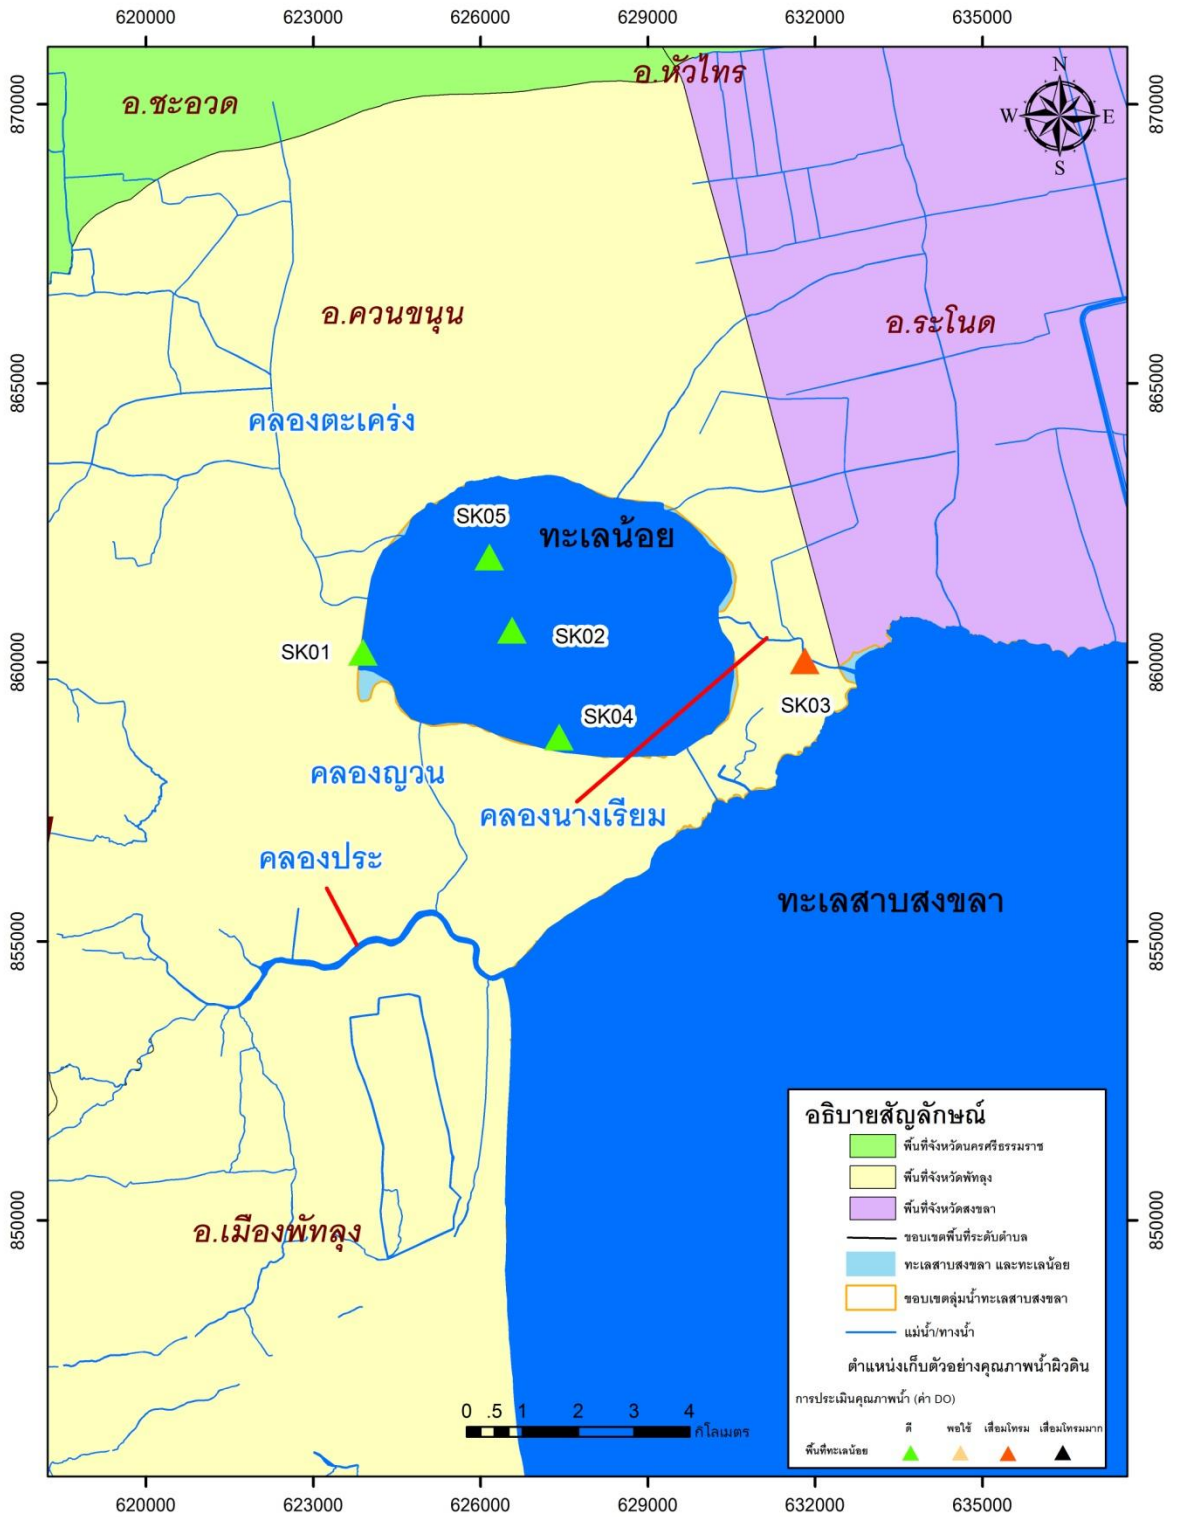 620000 623000 626000 629000 632000 635000
870000 870000
อ.หัวไทร
อ.ชะอวด
N
W E
S
อ.ควนขนุน
อ.ระโนด
865000 865000
คลองตะเคร่ง
SK05
ทะเลน้อย
SK02
SK01
860000 860000
SK03
SK04
คลองญวน
คลองนางเรียม
คลองประ
ทะเลสาบสงขลา
855000 855000
อ.เมืองพัทลุง
850000 850000
อธิบายสัญลักษณ์
พื้นที่จังหวัดนครศรีธรรมราช
พื้นที่จังหวัดพัทลุง
พื้นที่จังหวัดสงขลา
ขอบเขตพื้นที่ระดับตำบล
ทะเลสาบสงขลา และทะเลน้อย
ขอบเขตลุ่มน้ำทะเลสาบสงขลา
แม่น้ำ/ทางน้ำ
ตำแหน่งเก็บตัวอย่างคุณภาพน้ำผิวดิน
การประเมินคุณภาพน้ำ (ค่า DO)
ดี พอใช้ เสื่อมโทรม เสื่อมโทรมมาก
พื้นที่ทะเลน้อย
0 .5 1 2 3 4
กิโลเมตร
620000 623000 626000 629000 632000 635000